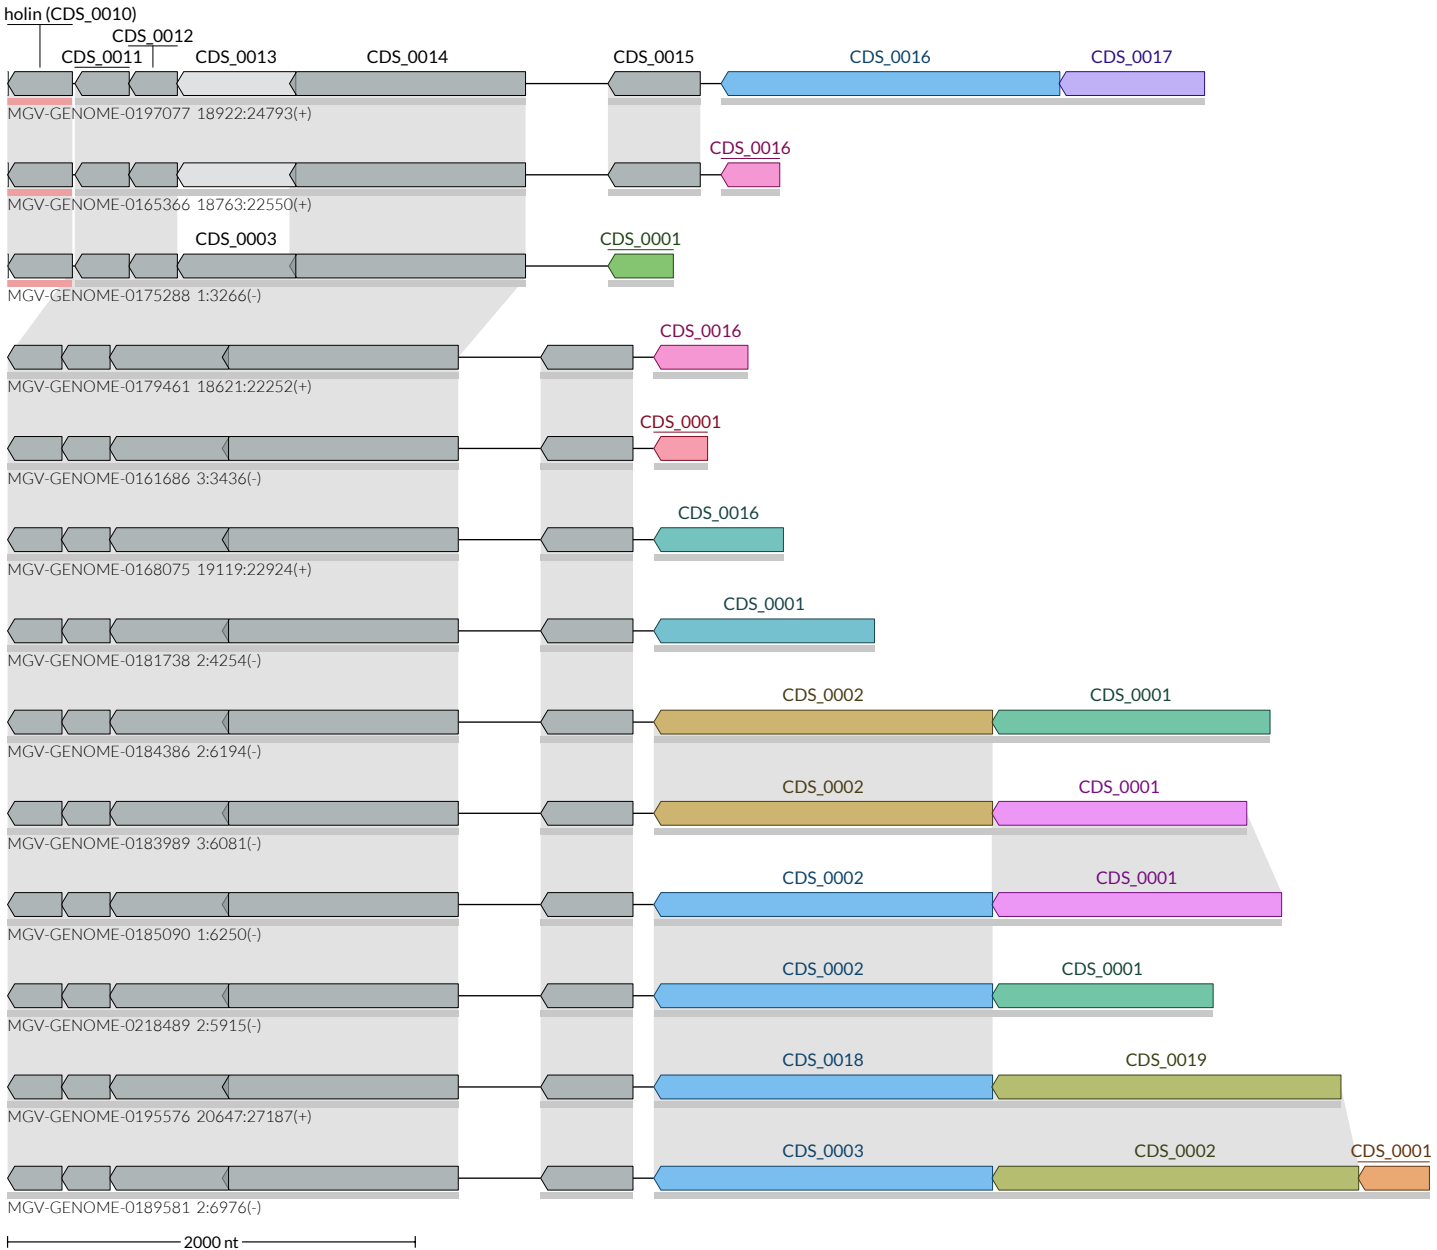 holin (CDS_0010)
CDS_0012
CDS_0011 CDS_0013 CDS_0014 CDS_0015 CDS_0016 CDS_0017
MGV-GENOME-0197077 18922:24793(+)
CDS_0016
MGV-GENOME-0165366 18763:22550(+)
CDS_0003 CDS_0001
MGV-GENOME-0175288 1:3266(-)
CDS_0016
MGV-GENOME-0179461 18621:22252(+)
CDS_0001
MGV-GENOME-0161686 3:3436(-)
CDS_0016
MGV-GENOME-0168075 19119:22924(+)
CDS_0001
MGV-GENOME-0181738 2:4254(-)
CDS_0002 CDS_0001
MGV-GENOME-0184386 2:6194(-)
CDS_0002 CDS_0001
MGV-GENOME-0183989 3:6081(-)
CDS_0002 CDS_0001
MGV-GENOME-0185090 1:6250(-)
CDS_0002 CDS_0001
MGV-GENOME-0218489 2:5915(-)
CDS_0018 CDS_0019
MGV-GENOME-0195576 20647:27187(+)
CDS_0003 CDS_0002 CDS_0001
MGV-GENOME-0189581 2:6976(-)
2000 nt